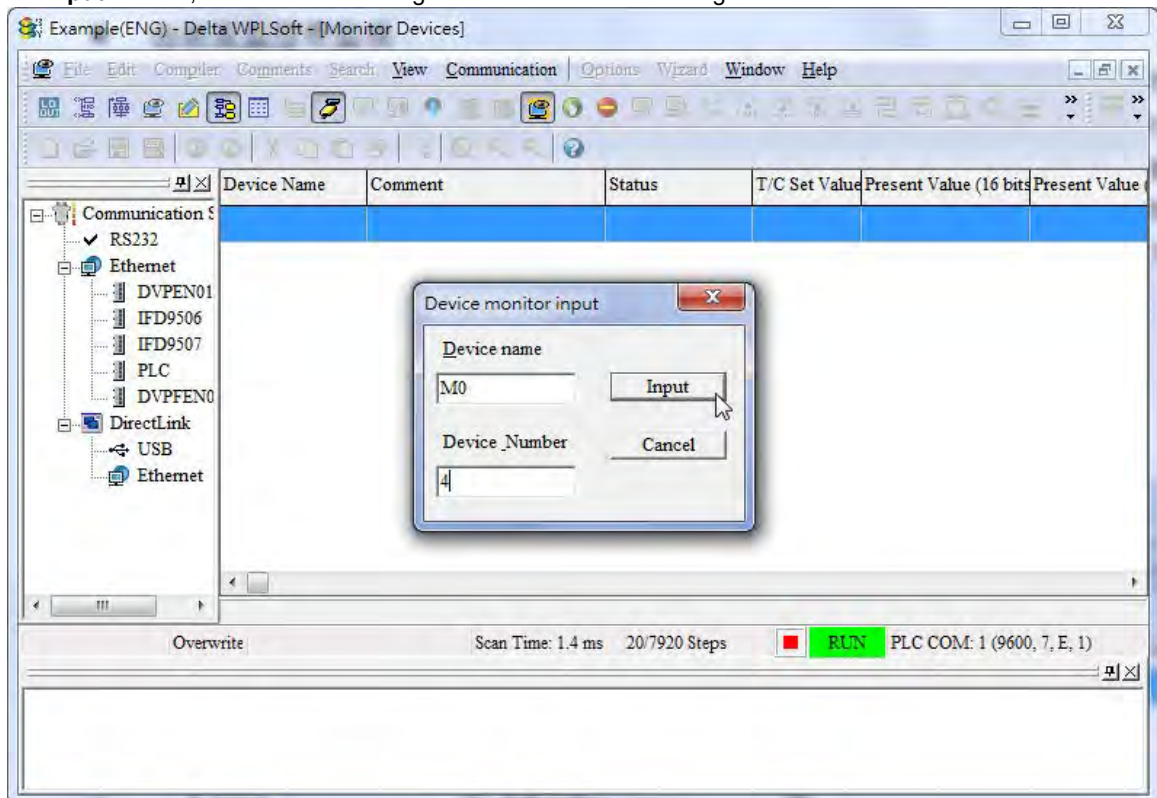 Example(ENG) - Delta WPLSoft - [Monitor Devices]
File Edit Compiler Comments Search View Communication Options Wizard Window Help
Device Name Comment Status T/C Set Value Present Value (16 bits Present Value (
Communication S
RS232
Ethernet
DVPEN01
IFD9506
IFD9507
PLC
DVPFEN0
DirectLink
USB
Ethernet
Device monitor input
Device name
M0 Input
Device_Number Cancel
4
Overwrite Scan Time: 1.4 ms 20/7920 Steps RUN PLC COM: 1 (9600, 7, E, 1)